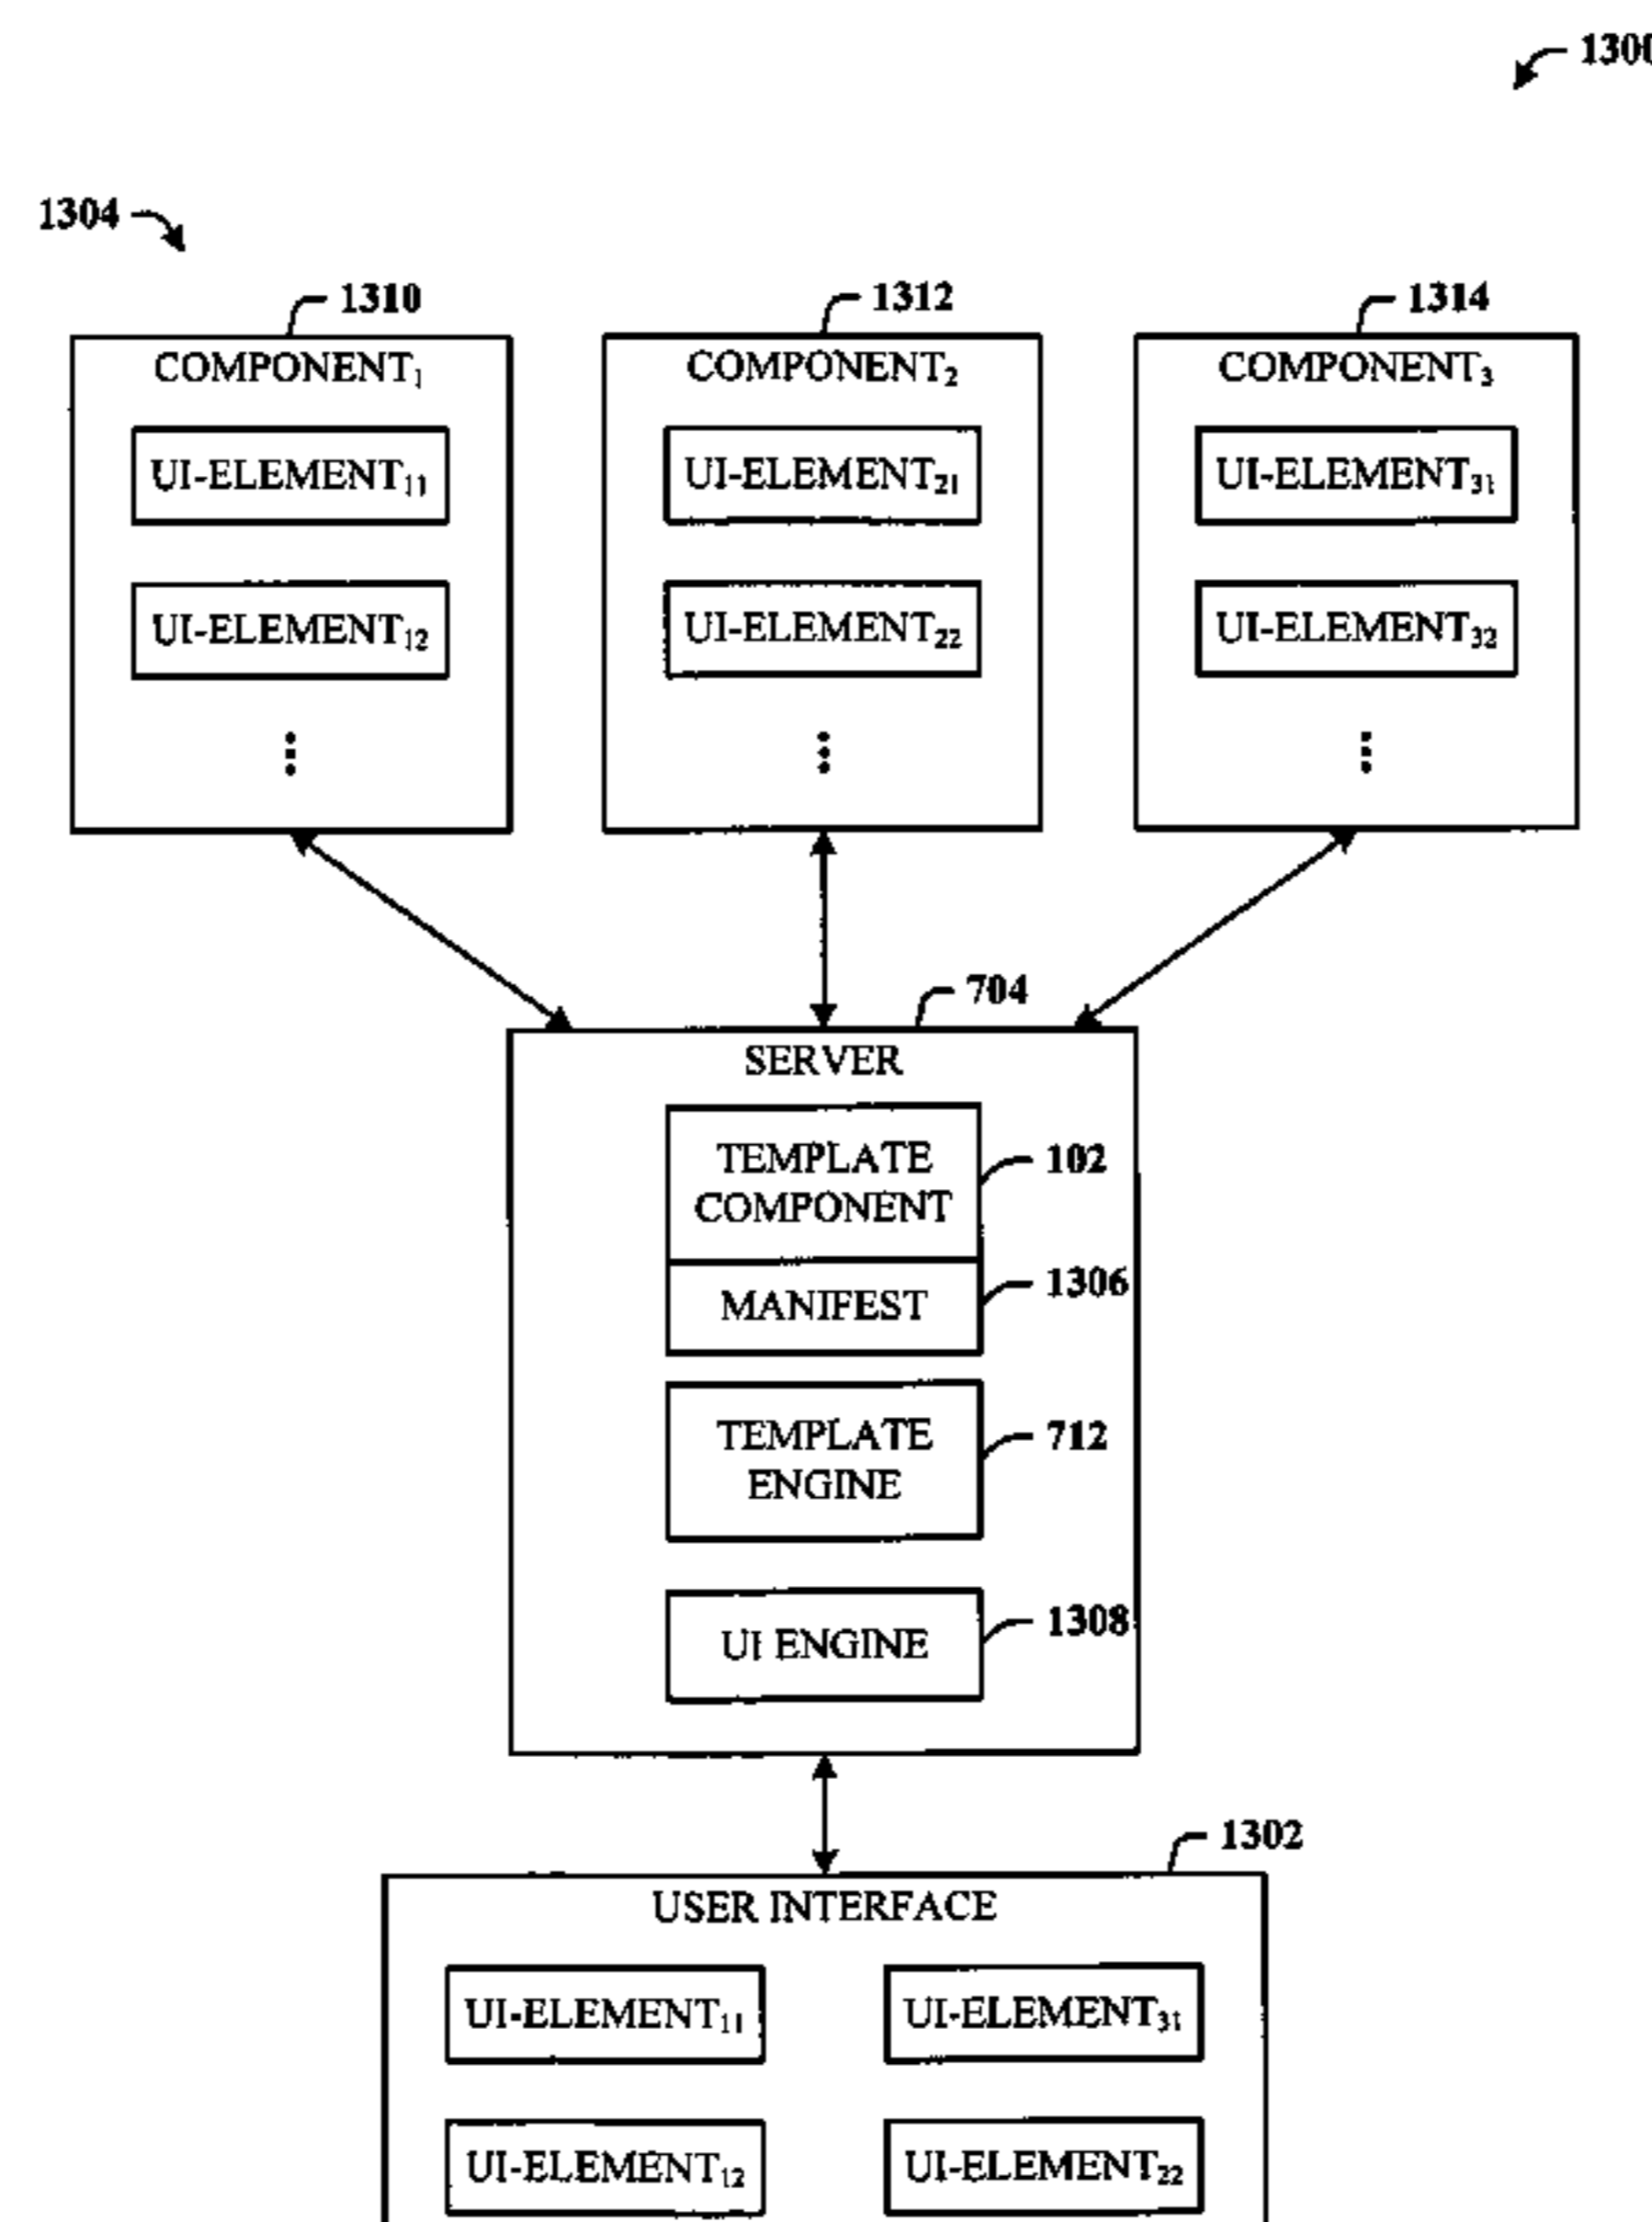 130
1304
1310
1312
1314
COMPONENT₁
COMPONENT₂
COMPONENT₃
UI-ELEMENT₁₁
UI-ELEMENT₂₁
UI-ELEMENT₃₁
UI-ELEMENT₁₂
UI-ELEMENT₂₂
UI-ELEMENT₃₂
704
SERVER
TEMPLATE
COMPONENT
102
MANIFEST
1306
TEMPLATE
ENGINE
712
UI ENGINE
1308
1302
USER INTERFACE
UI-ELEMENT₁₁
UI-ELEMENT₃₁
UI-ELEMENT₁₂
UI-ELEMENT₂₂